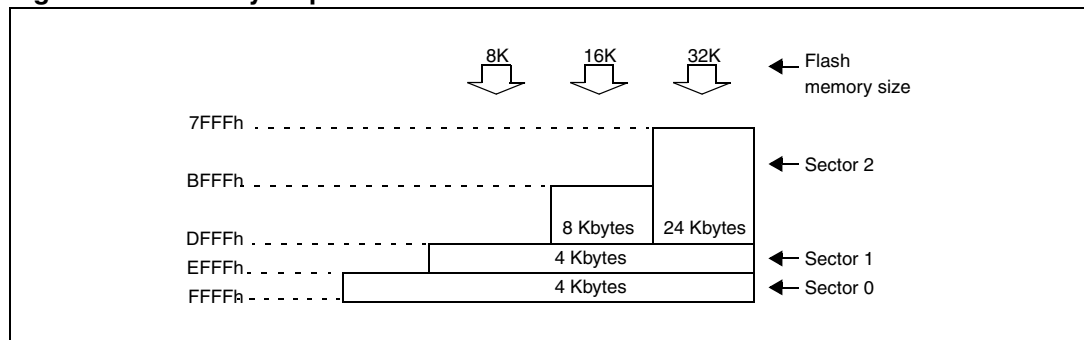 8K 16K 32K Flash
memory size
7FFFh
Sector 2
BFFFh
8 Kbytes 24 Kbytes
DFFFh
4 Kbytes Sector 1
EFFFh
4 Kbytes Sector 0
FFFFh